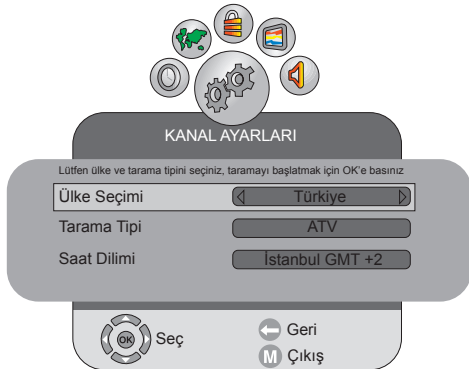 KANAL AYARLARI
Lütfen ülke ve tarama tipini seçiniz, taramayı başlatmak için OK'e basınız
Ülke Seçimi Türkiye
Tarama Tipi ATV
Saat Dilimi İstanbul GMT +2
OK Seç Geri
M Çıkış